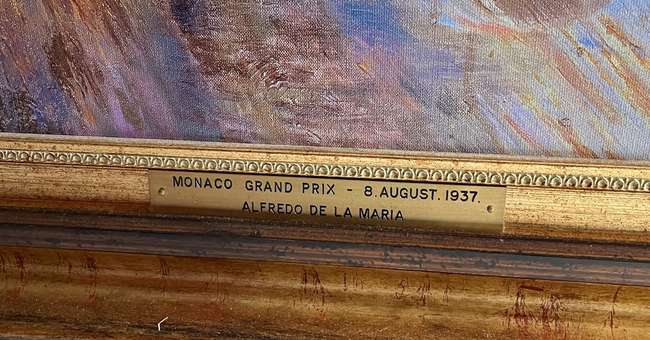 MONACO GRAND PRIX - 8. AUGUST. 1937.
ALFREDO DE LA MARIA